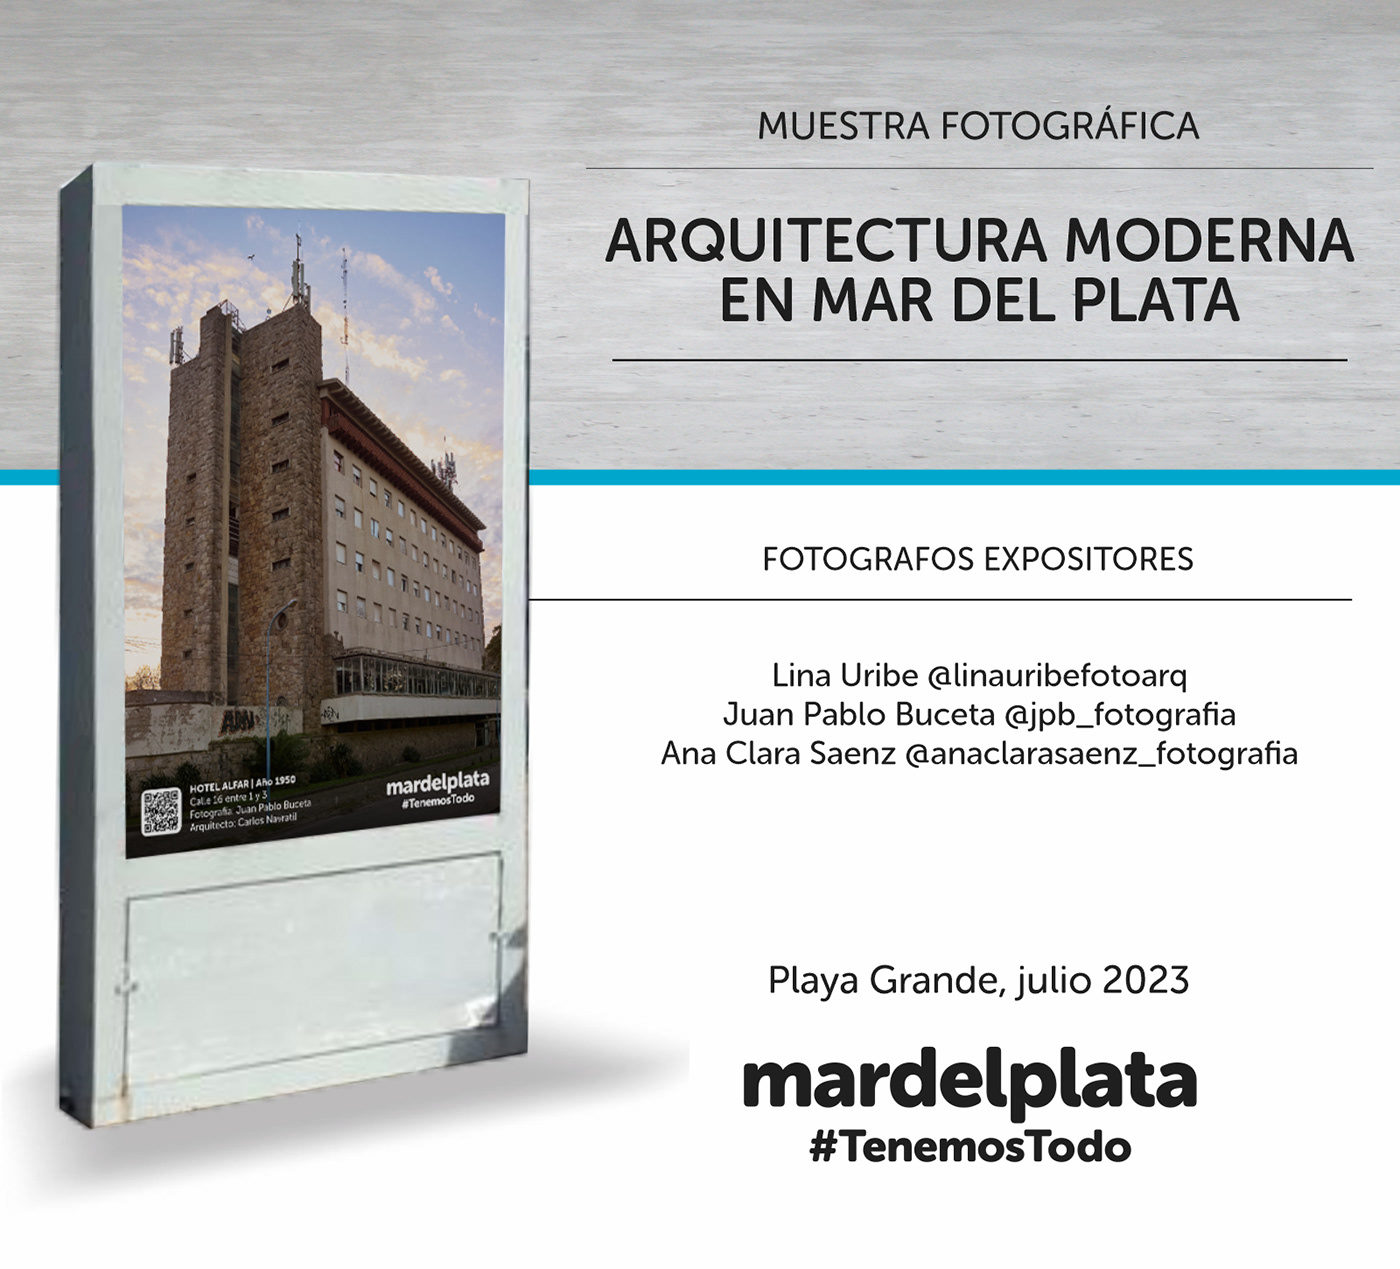 MUESTRA FOTOGRÁFICA
ARQUITECTURA MODERNA
EN MAR DEL PLATA
FOTOGRAFOS EXPOSITORES
Lina Uribe @linauribefotoarq
Juan Pablo Buceta @jpb_fotografia
Ana Clara Saenz @anaclarasaenz_fotografia
HOTEL ALFAR | Año 1950
Calle 16 entre 1 y 3
Fotografia: Juan Pablo Buceta
Arquitecto: Carlos Navratil
mardelplata
#TenemosTodo
Playa Grande, julio 2023
mardelplata
#TenemosTodo